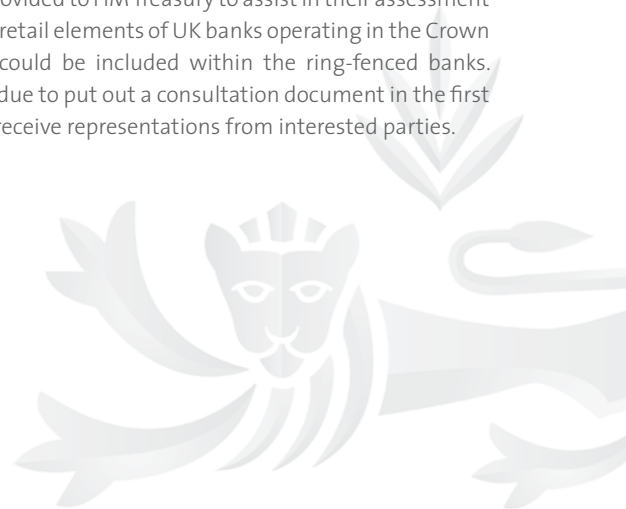 to HM Treasury to assist in their assessment
retail elements of UK banks operating in the Crown
could be included within the ring-fenced banks.
due to put out a consultation document in the first
receive representations from interested parties.